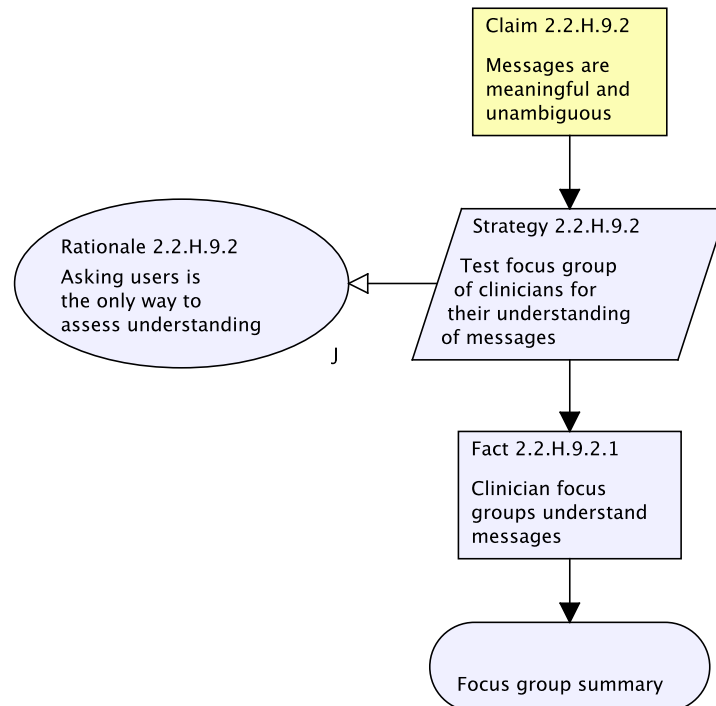 Claim 2.2.H.9.2
Messages are
meaningful and
unambiguous
Strategy 2.2.H.9.2
Test focus group
of clinicians for
their understanding
of messages
Rationale 2.2.H.9.2
Asking users is
the only way to
assess understanding
J
Fact 2.2.H.9.2.1
Clinician focus
groups understand
messages
Focus group summary